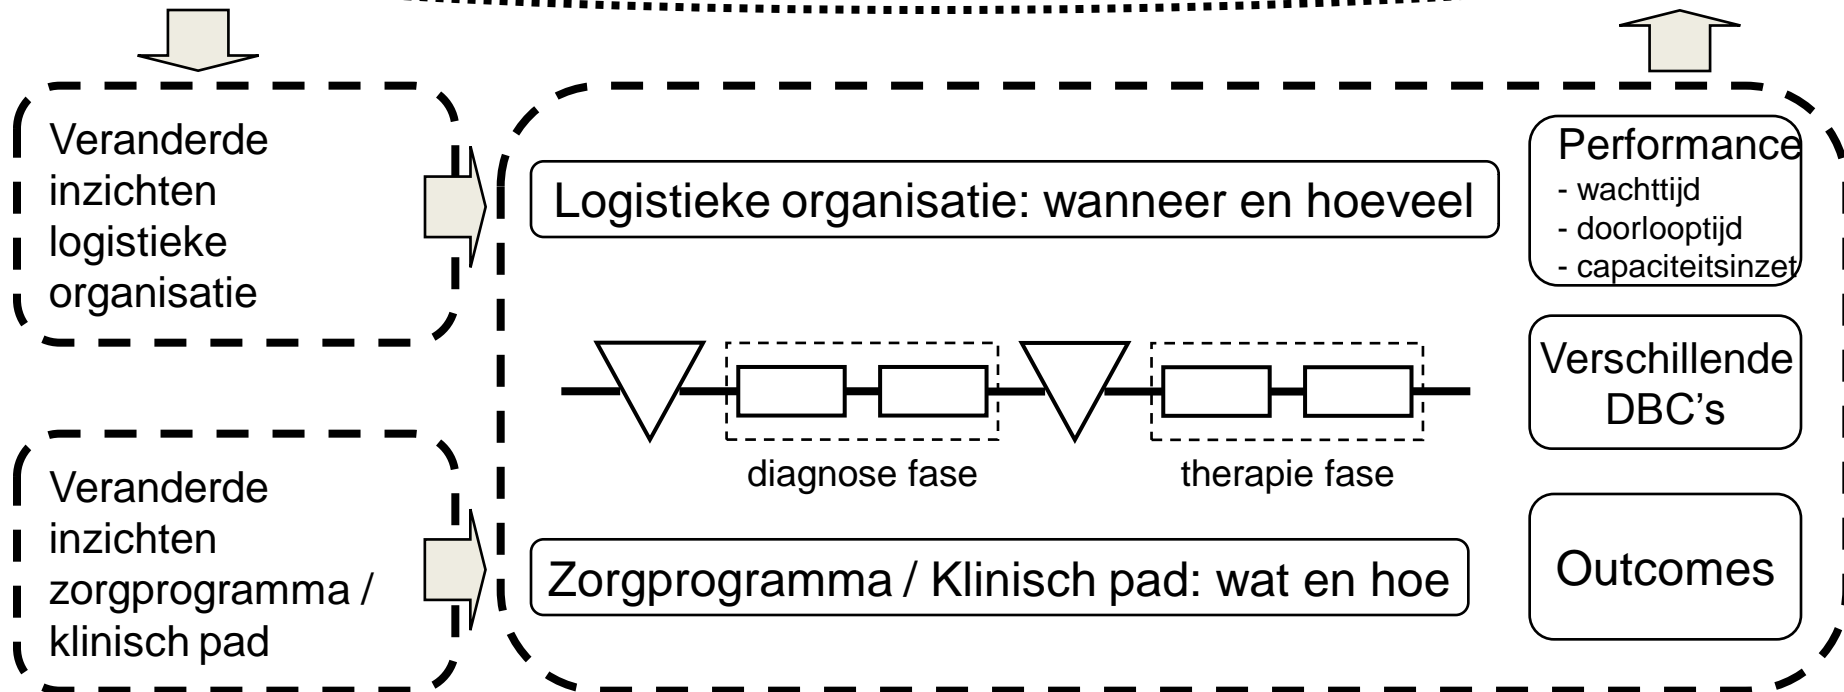 Veranderde
inzichten
logistieke
organisatie
Logistieke organisatie: wanneer en hoeveel
Performance
- wachttijd
- doorlooptijd
- capaciteitsinzet
Verschillende
DBC's
diagnose fase
therapie fase
Veranderde
inzichten
zorgprogramma /
klinisch pad
Zorgprogramma / Klinisch pad: wat en hoe
Outcomes